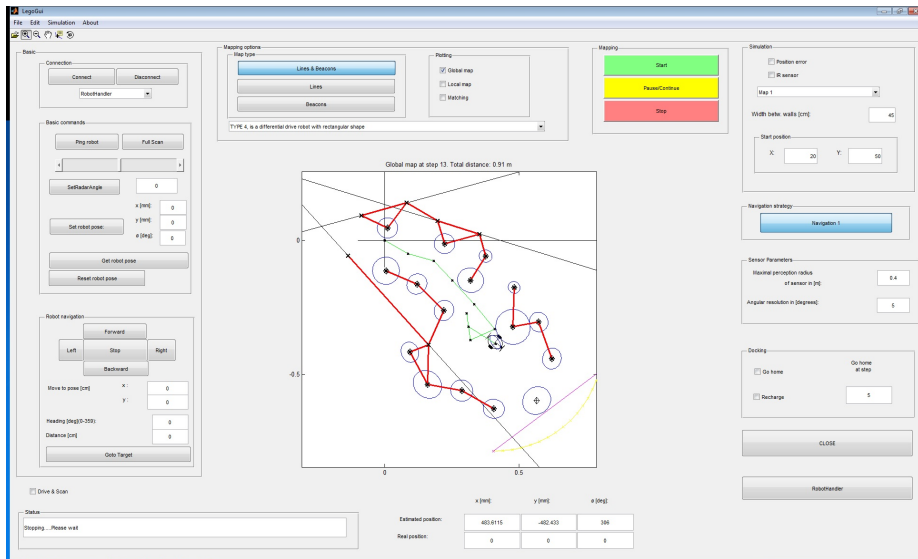 LegoGui
File Edit Simulation About
Basic
Connection
Connect Disconnect
RobotHandler
Basic commands
Ping robot Full Scan
SetRadarAngle 0
x [mm]: 0
y [mm]: 0
ø [deg]: 0
Set robot pose:
Get robot pose
Reset robot pose
Robot navigation
Forward
Left Stop Right
Backward
Move to pose [cm] x : 0
y : 0
Heading [deg](0-359): 0
Distance [cm] 0
Goto Target
Drive & Scan
Status
Stopping.....Please wait
Mapping options
Map type
Lines & Beacons
Lines
Beacons
Plotting
Global map
Local map
Matching
TYPE 4, is a differential drive robot with rectangular shape
Mapping
Start
Pause/Continue
Stop
Global map at step 13. Total distance: 0.91 m
0
-0.5
0 0.5
x [mm]: y [mm]: ø [deg]:
Estimated position: 483.6115 -482.433 306
Real position: 0 0 0
Simulation
Position error
IR sensor
Map 1
Width betw. walls [cm]: 45
Start position
X: 20 Y: 50
Navigation strategy
Navigation 1
Sensor Parameters
Maximal perception radius
of sensor in [m]: 0.4
Angular resolution in [degrees]: 5
Docking
Go home
Go home
at step
Recharge 5
CLOSE
RobotHandler